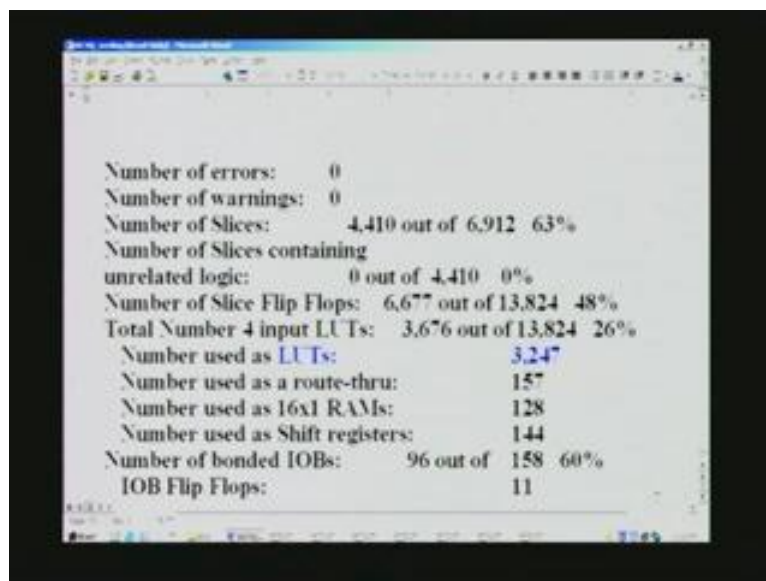 Number of errors: 0
Number of warnings: 0
Number of Slices: 4,410 out of 6,912 63%
Number of Slices containing
unrelated logic: 0 out of 4,410 0%
Number of Slice Flip Flops: 6,677 out of 13,824 48%
Total Number 4 input LUTs: 3,676 out of 13,824 26%
Number used as LUTs: 3,247
Number used as a route-thru: 157
Number used as 16x1 RAMs: 128
Number used as Shift registers: 144
Number of bonded IOBs: 96 out of 158 60%
IOB Flip Flops: 11